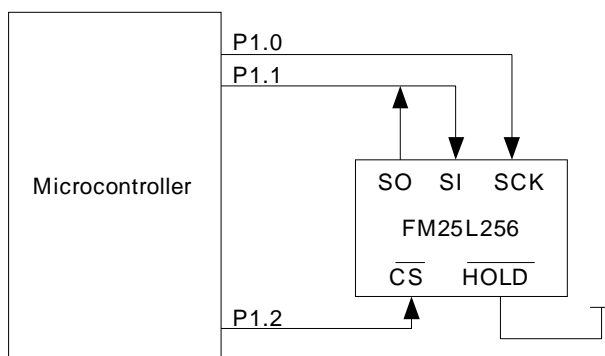 P1.0
P1.1
Microcontroller
SO SI SCK
FM25L256
CS HOLD
P1.2